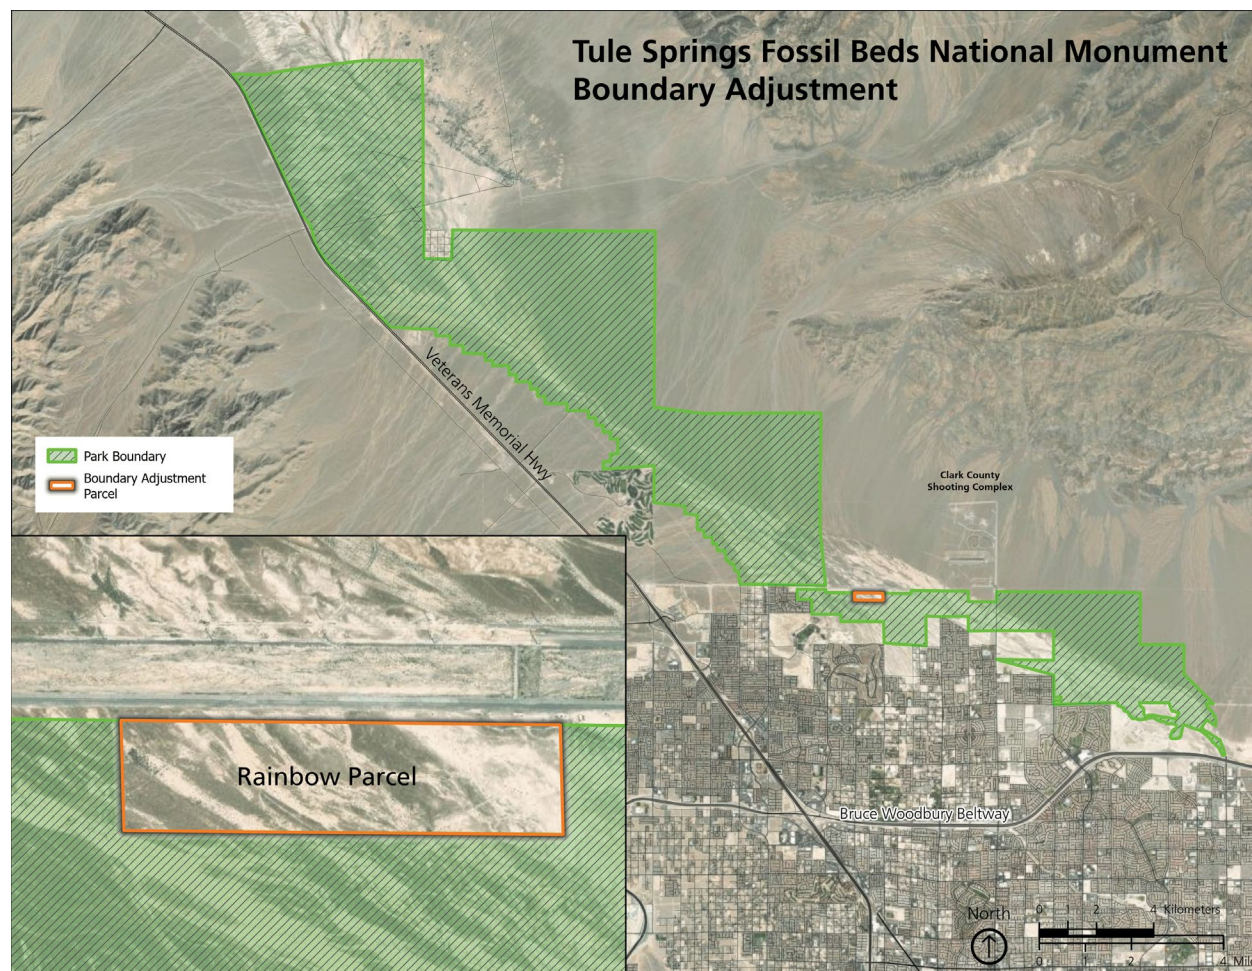 Tule Springs Fossil Beds National Monument
Boundary Adjustment
Veterans Memorial Hwy
Park Boundary
Boundary Adjustment
Parcel
Clark County
Shooting Complex
Rainbow Parcel
Bruce Woodbury Beltway
North
0 1 2 4 Kilometers
0 1 2 4 Mile